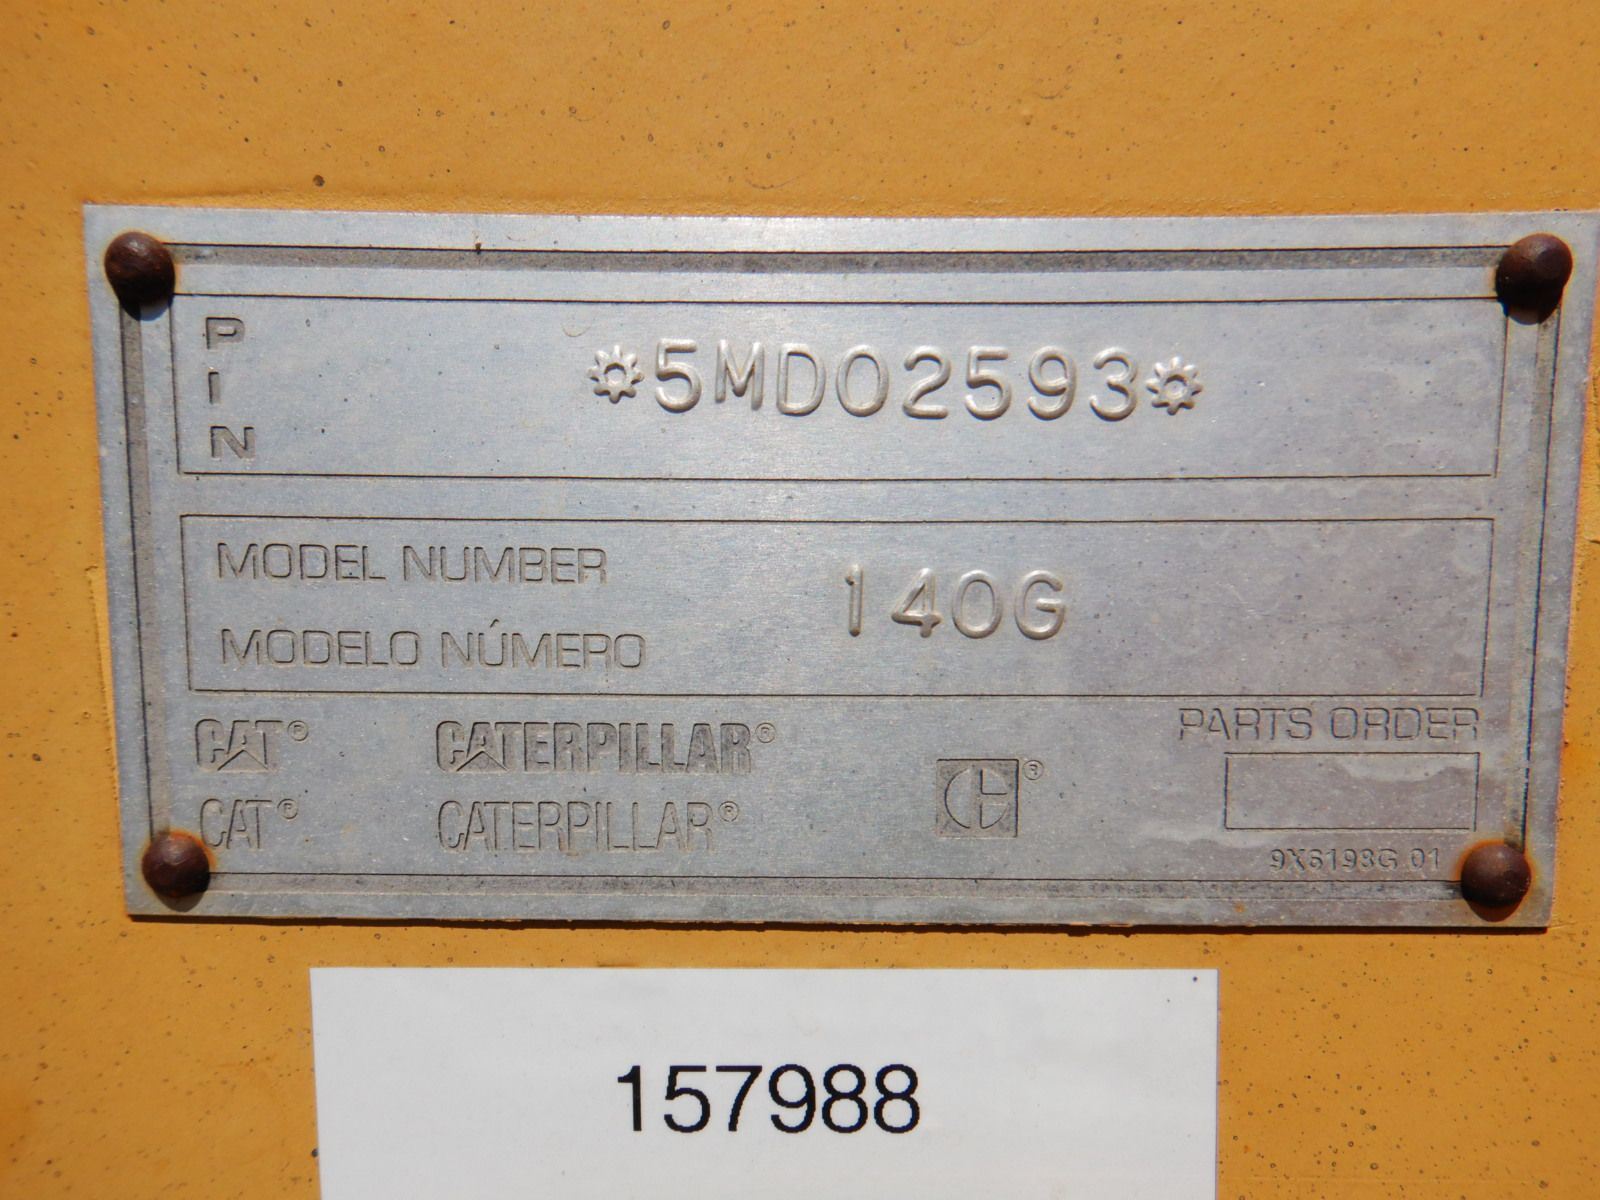 PIN *5MD02593*
MODEL NUMBER 140G
MODELO NÚMERO
CAT® CATERPILLAR® PARTS ORDER
CAT® CATERPILLAR® C®
9X6198G 01
157988